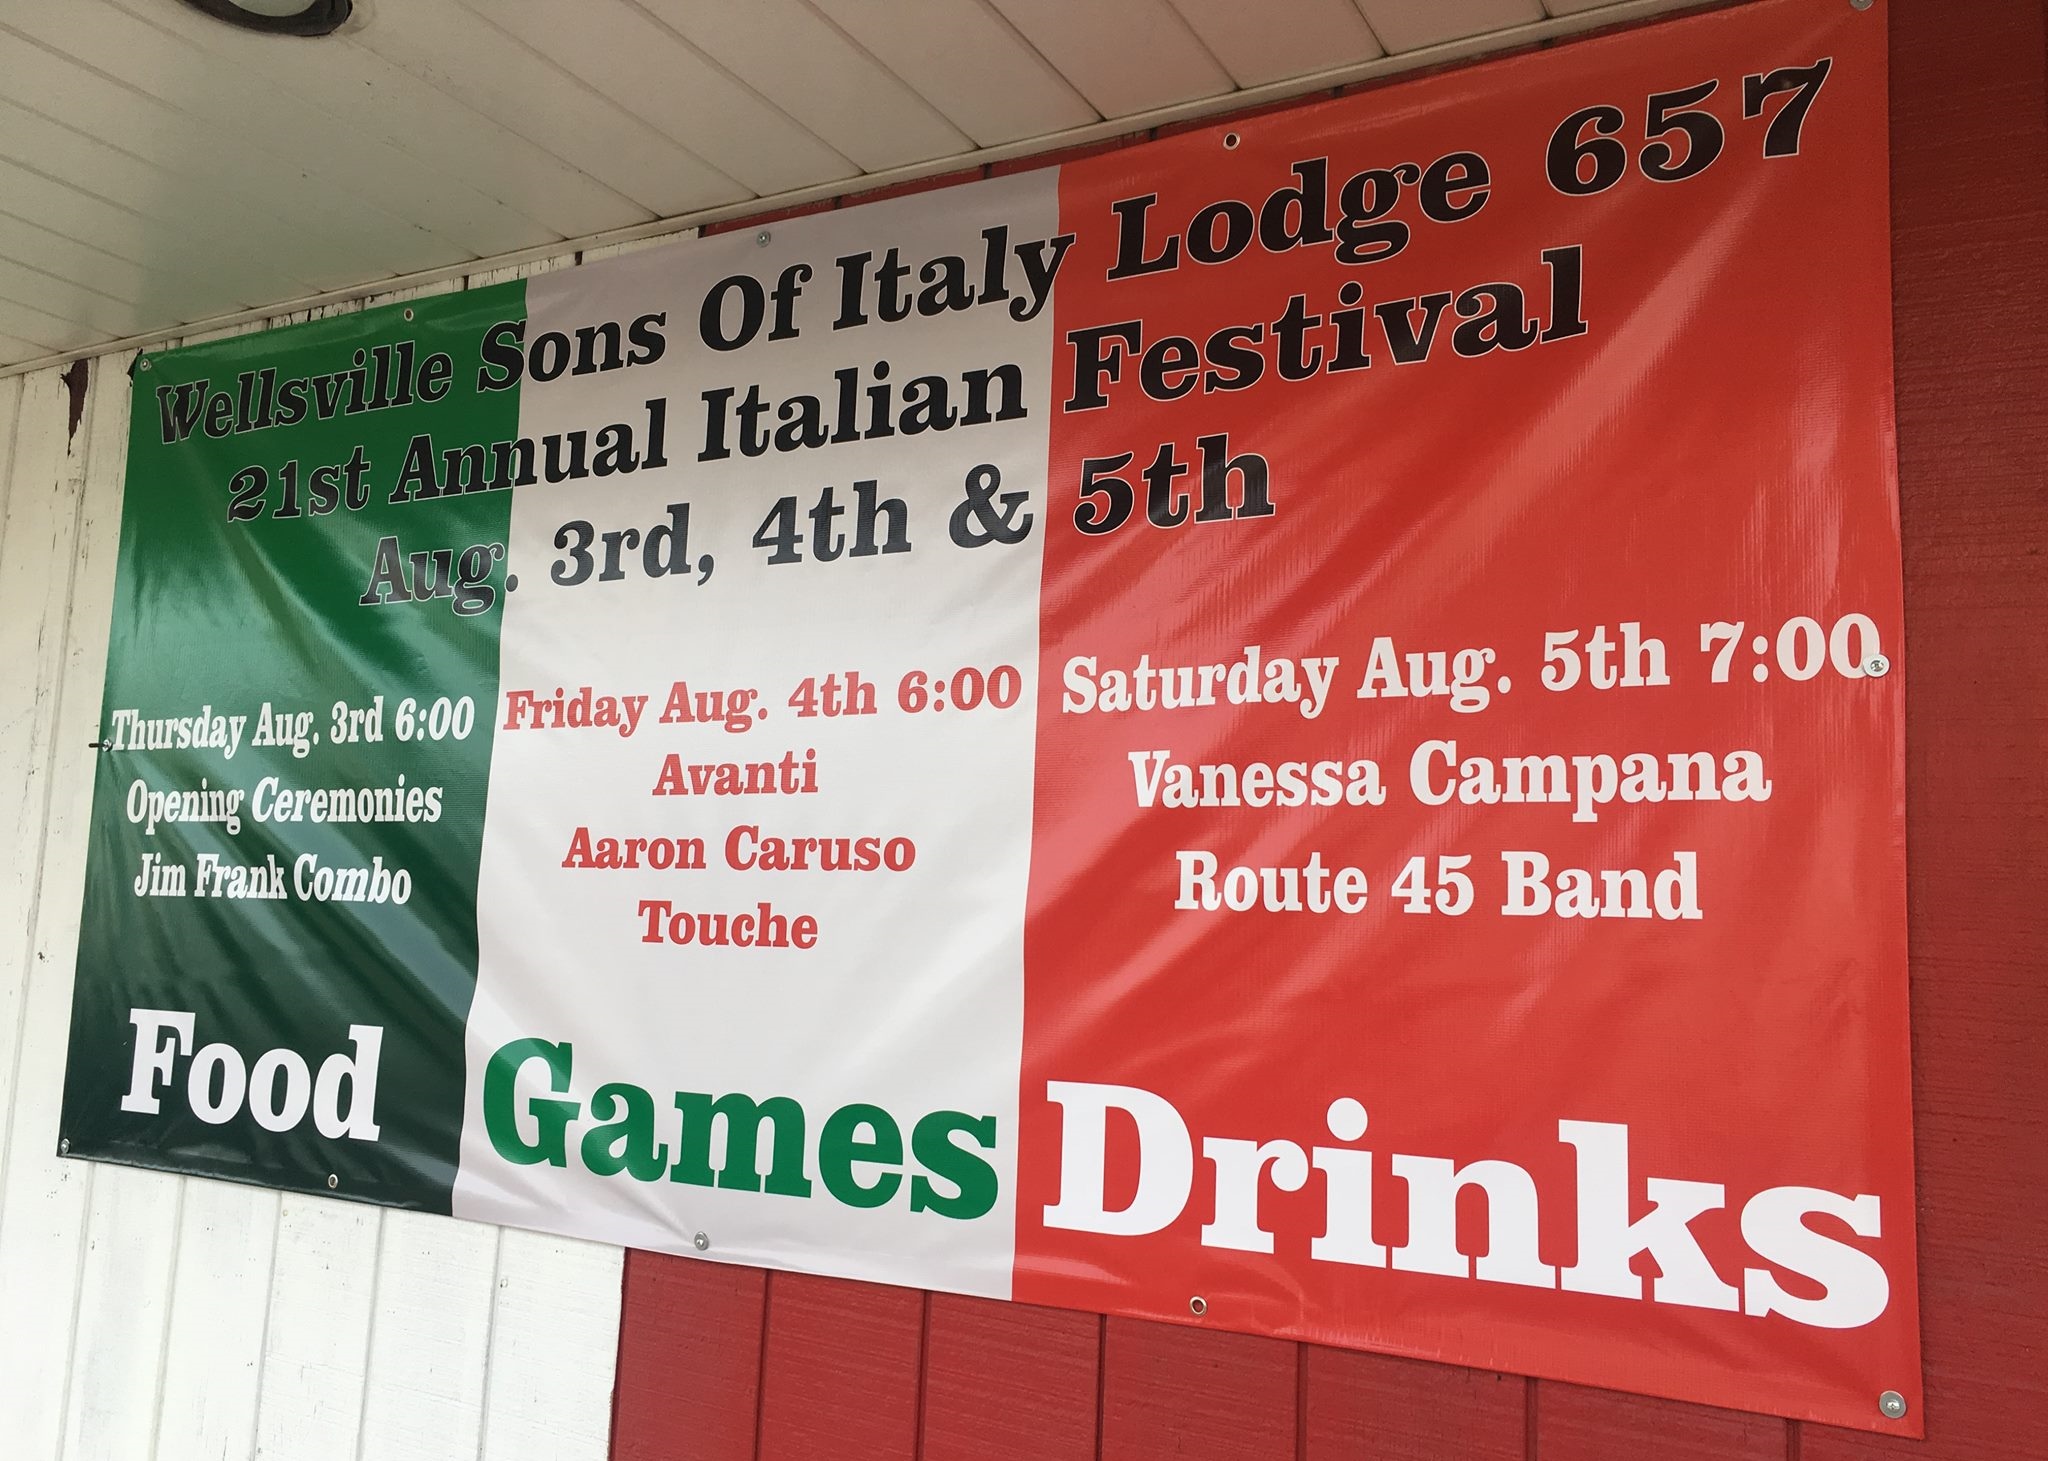 Wellsville Sons Of Italy Lodge 657
21st Annual Italian Festival
Aug. 3rd, 4th & 5th
Thursday Aug. 3rd 6:00
Opening Ceremonies
Jim Frank Combo
Friday Aug. 4th 6:00
Avanti
Aaron Caruso
Touche
Saturday Aug. 5th 7:00
Vanessa Campana
Route 45 Band
Food Games Drinks